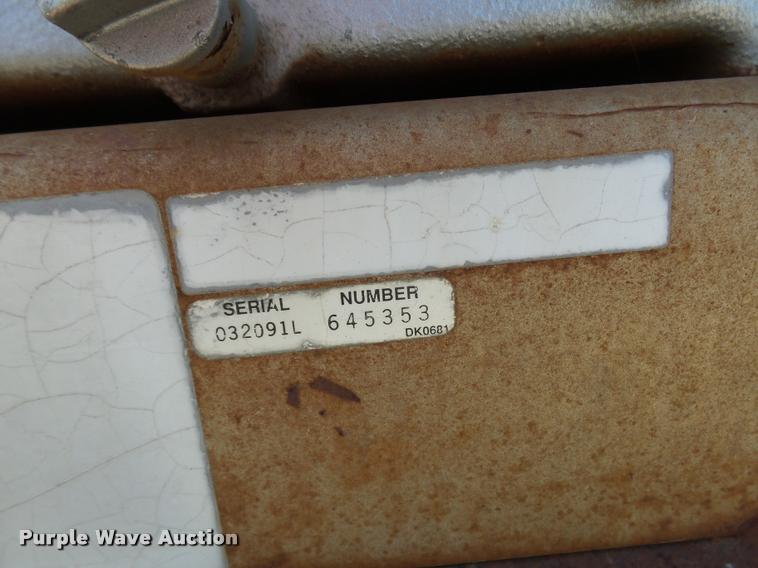 SERIAL NUMBER
032091L 645353
DK0681
Purple Wave Auction